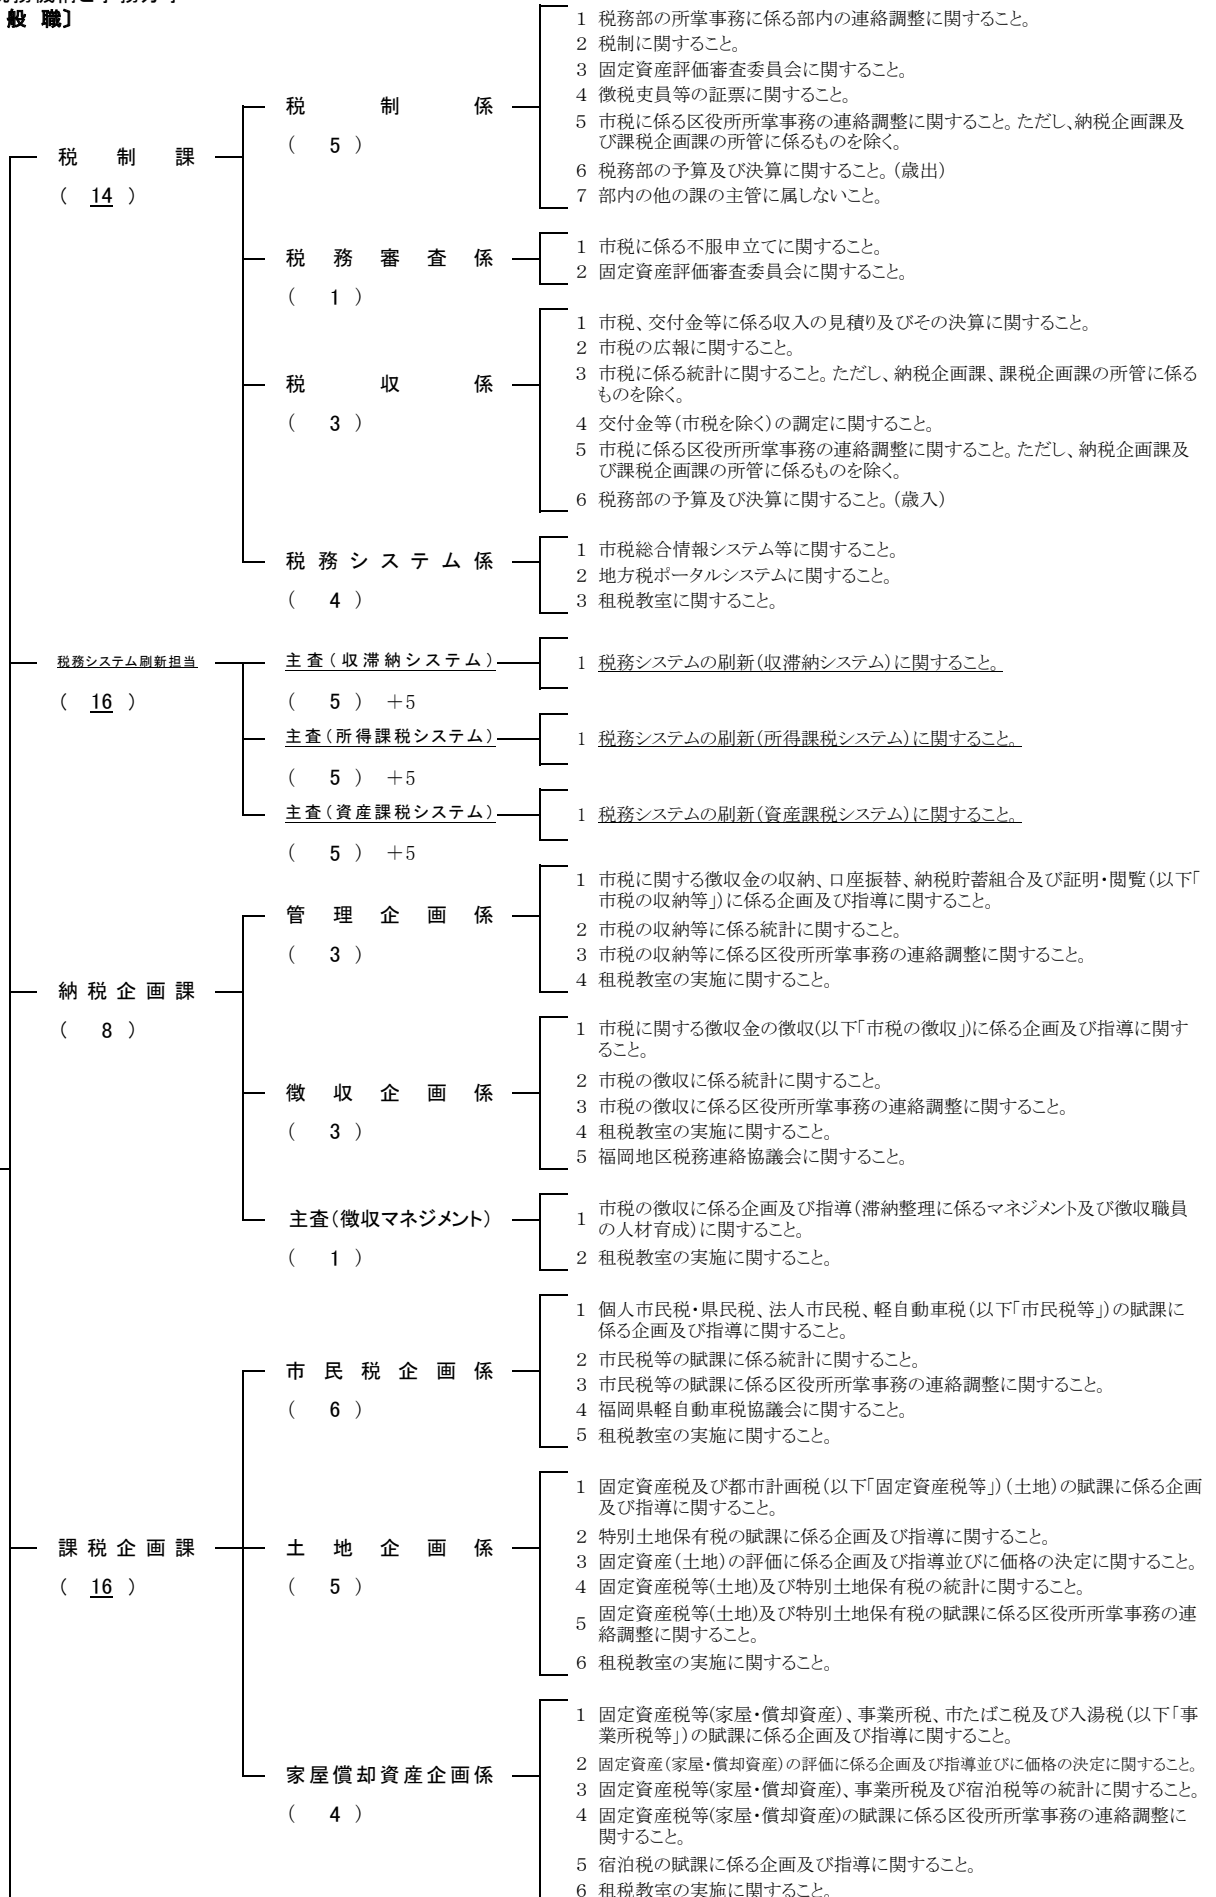 般 職〕
税 制 課
( 14 )
税 制 係
( 5 )
1 税務部の所掌事務に係る部内の連絡調整に関すること。
2 税制に関すること。
3 固定資産評価審査委員会に関すること。
4 徴税吏員等の証票に関すること。
5 市税に係る区役所所掌事務の連絡調整に関すること。ただし、納税企画課及
び課税企画課の所管に係るものを除く。
6 税務部の予算及び決算に関すること。(歳出)
7 部内の他の課の主管に属しないこと。
税 務 審 査 係
( 1 )
1 市税に係る不服申立てに関すること。
2 固定資産評価審査委員会に関すること。
税 収 係
( 3 )
1 市税、交付金等に係る収入の見積り及びその決算に関すること。
2 市税の広報に関すること。
3 市税に係る統計に関すること。ただし、納税企画課、課税企画課の所管に係る
ものを除く。
4 交付金等(市税を除く)の調定に関すること。
5 市税に係る区役所所掌事務の連絡調整に関すること。ただし、納税企画課及
び課税企画課の所管に係るものを除く。
6 税務部の予算及び決算に関すること。(歳入)
税 務 シ ス テ ム 係
( 4 )
1 市税総合情報システム等に関すること。
2 地方税ポータルシステムに関すること。
3 租税教室に関すること。
税務システム刷新担当
( 16 )
主査(収滞納システム)
( 5 ) +5
1 税務システムの刷新(収滞納システム)に関すること。
主査(所得課税システム)
( 5 ) +5
1 税務システムの刷新(所得課税システム)に関すること。
主査(資産課税システム)
( 5 ) +5
1 税務システムの刷新(資産課税システム)に関すること。
納 税 企 画 課
( 8 )
管 理 企 画 係
( 3 )
1 市税に関する徴収金の収納、口座振替、納税貯蓄組合及び証明・閲覧(以下「
市税の収納等」)に係る企画及び指導に関すること。
2 市税の収納等に係る統計に関すること。
3 市税の収納等に係る区役所所掌事務の連絡調整に関すること。
4 租税教室の実施に関すること。
徴 収 企 画 係
( 3 )
1 市税に関する徴収金の徴収(以下「市税の徴収」)に係る企画及び指導に関す
ること。
2 市税の徴収に係る統計に関すること。
3 市税の徴収に係る区役所所掌事務の連絡調整に関すること。
4 租税教室の実施に関すること。
5 福岡地区税務連絡協議会に関すること。
主査(徴収マネジメント)
( 1 )
1 市税の徴収に係る企画及び指導(滞納整理に係るマネジメント及び徴収職員
の人材育成)に関すること。
2 租税教室の実施に関すること。
課 税 企 画 課
( 16 )
市 民 税 企 画 係
( 6 )
1 個人市民税・県民税、法人市民税、軽自動車税(以下「市民税等」)の賦課に
係る企画及び指導に関すること。
2 市民税等の賦課に係る統計に関すること。
3 市民税等の賦課に係る区役所所掌事務の連絡調整に関すること。
4 福岡県軽自動車税協議会に関すること。
5 租税教室の実施に関すること。
土 地 企 画 係
( 5 )
1 固定資産税及び都市計画税(以下「固定資産税等」)(土地)の賦課に係る企画
及び指導に関すること。
2 特別土地保有税の賦課に係る企画及び指導に関すること。
3 固定資産(土地)の評価に係る企画及び指導並びに価格の決定に関すること。
4 固定資産税等(土地)及び特別土地保有税の統計に関すること。
5 固定資産税等(土地)及び特別土地保有税の賦課に係る区役所所掌事務の連
絡調整に関すること。
6 租税教室の実施に関すること。
家屋償却資産企画係
( 4 )
1 固定資産税等(家屋・償却資産)、事業所税、市たばこ税及び入湯税(以下「事
業所税等」)の賦課に係る企画及び指導に関すること。
2 固定資産(家屋・償却資産)の評価に係る企画及び指導並びに価格の決定に関すること。
3 固定資産税等(家屋・償却資産)、事業所税及び宿泊税等の統計に関すること。
4 固定資産税等(家屋・償却資産)の賦課に係る区役所所掌事務の連絡調整に
関すること。
5 宿泊税の賦課に係る企画及び指導に関すること。
6 租税教室の実施に関すること。